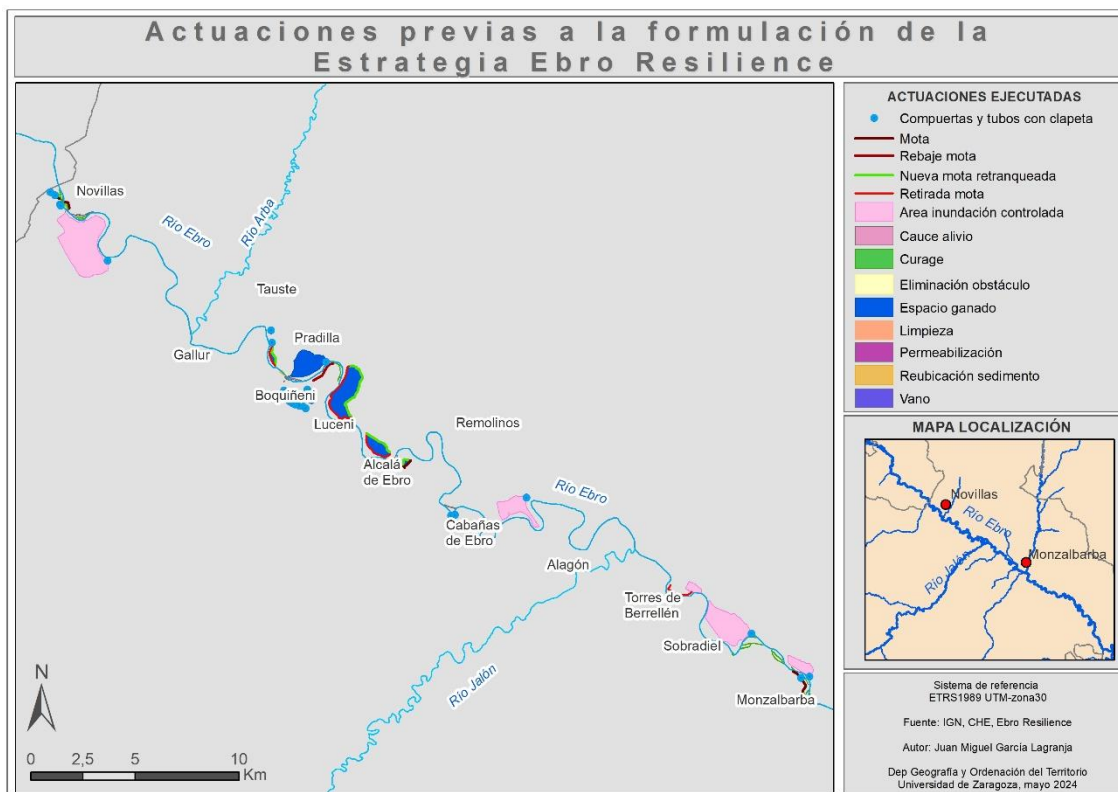 Actuaciones previas a la formulación de la
Estrategia Ebro Resilience
Novillas
Río Ebro
Río Arba
Tauste
Gallur
Pradilla
Boquiñeni
Luceni
Remolinos
Alcalá
de Ebro
Río Ebro
Cabañas
de Ebro
Alagón
Torres de
Berrellén
Sobradiel
Río Jalón
Monzalbarba
N
0 2,5 5 10
Km
ACTUACIONES EJECUTADAS
Compuertas y tubos con clapeta
Mota
Rebaje mota
Nueva mota retranqueada
Retirada mota
Area inundación controlada
Cauce alivio
Curage
Eliminación obstáculo
Espacio ganado
Limpieza
Permeabilización
Reubicación sedimento
Vano
MAPA LOCALIZACIÓN
Novillas
Río Ebro
Monzalbarba
Río Jalón
Sistema de referencia
ETRS1989 UTM-zona30
Fuente: IGN, CHE, Ebro Resilience
Autor: Juan Miguel García Lagranja
Dep Geografía y Ordenación del Territorio
Universidad de Zaragoza, mayo 2024